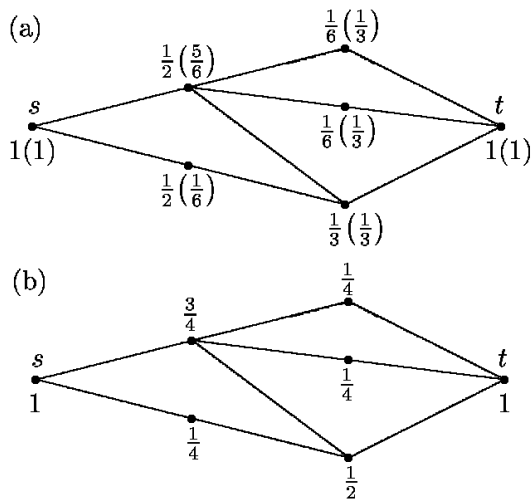 (a)
1/6(1/3)
1/2(5/6)
s
t
1/6(1/3)
1(1)
1(1)
1/2(1/6)
1/3(1/3)
(b)
1/4
3/4
s
t
1/4
1
1
1/4
1/2